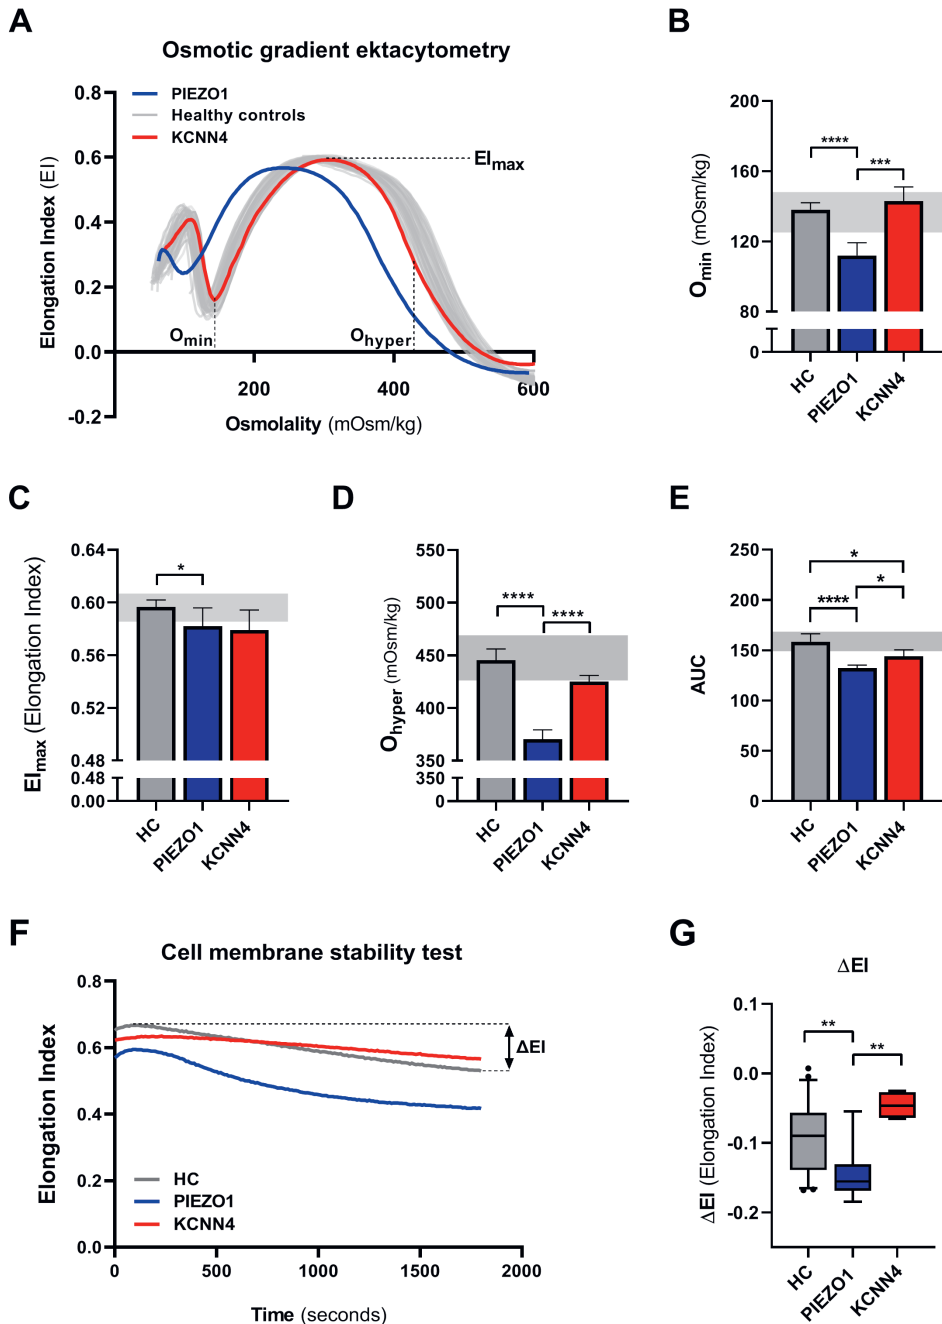 A
Osmotic gradient ektacytometry
PIEZO1
Healthy controls
KCNN4
EImax
Omin
Ohyper
Elongation Index (EI)
0.8
0.6
0.4
0.2
0.0
-0.2
200
400
600
Osmolality (mOsm/kg)
B
Omin (mOsm/kg)
200
160
120
80
0
****
***
HC
PIEZO1
KCNN4
C
EImax (Elongation Index)
0.64
0.60
0.56
0.52
0.48
0.48
0.00
*
HC
PIEZO1
KCNN4
D
Ohyper (mOsm/kg)
550
500
450
400
350
350
0
****
****
HC
PIEZO1
KCNN4
E
AUC
250
200
150
100
50
0
*
*
****
HC
PIEZO1
KCNN4
F
Cell membrane stability test
Elongation Index
0.8
0.6
0.4
0.2
0.0
ΔEI
HC
PIEZO1
KCNN4
0
500
1000
1500
2000
Time (seconds)
G
ΔEI
ΔEI (Elongation Index)
0.1
0.0
-0.1
-0.2
**
**
HC
PIEZO1
KCNN4